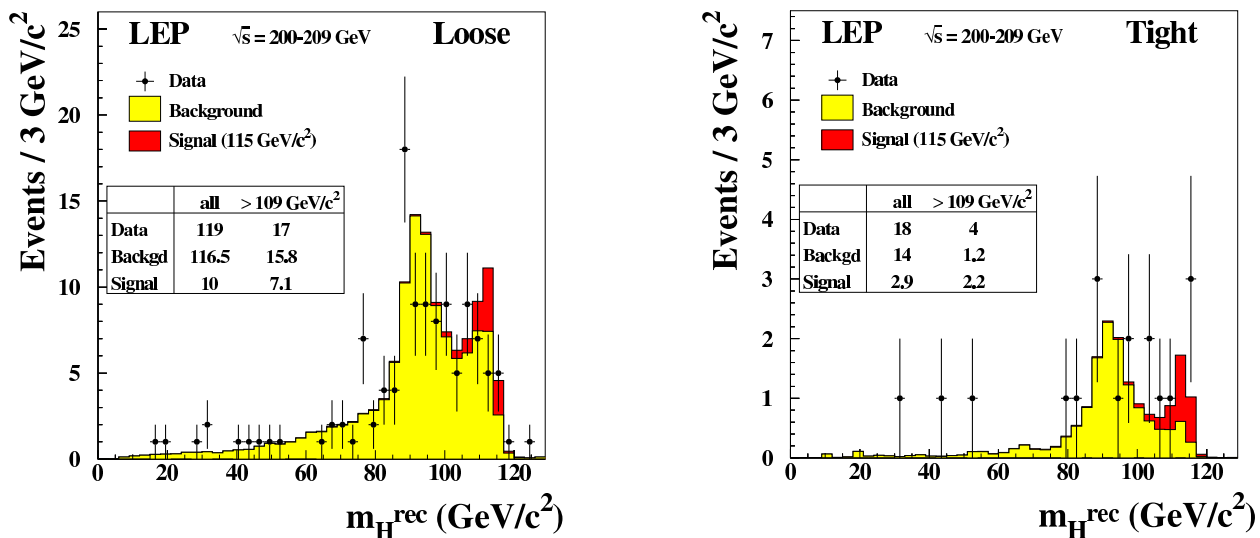 LEP √s = 200-209 GeV Loose
Data
Background
Signal (115 GeV/c²)
all > 109 GeV/c²
Data 119 17
Backgd 116.5 15.8
Signal 10 7.1
Events / 3 GeV/c²
25
20
15
10
5
0
0 20 40 60 80 100 120
m_H^rec (GeV/c²)
LEP √s = 200-209 GeV Tight
Data
Background
Signal (115 GeV/c²)
all > 109 GeV/c²
Data 18 4
Backgd 14 1.2
Signal 2.9 2.2
Events / 3 GeV/c²
7
6
5
4
3
2
1
0
0 20 40 60 80 100 120
m_H^rec (GeV/c²)